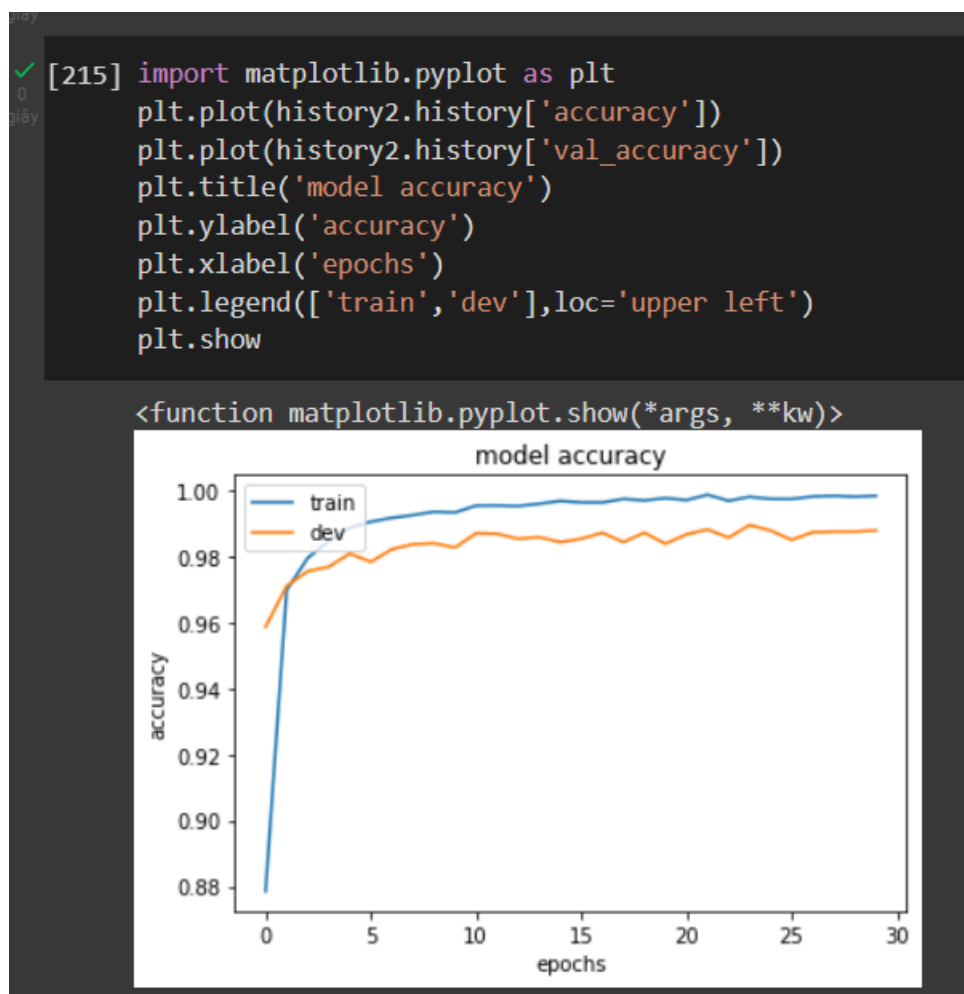 giây
[215] import matplotlib.pyplot as plt
0
giây
plt.plot(history2.history['accuracy'])
plt.plot(history2.history['val_accuracy'])
plt.title('model accuracy')
plt.ylabel('accuracy')
plt.xlabel('epochs')
plt.legend(['train','dev'],loc='upper left')
plt.show
<function matplotlib.pyplot.show(*args, **kw)>
model accuracy
train
dev
1.00
0.98
0.96
0.94
0.92
0.90
0.88
accuracy
0 5 10 15 20 25 30
epochs